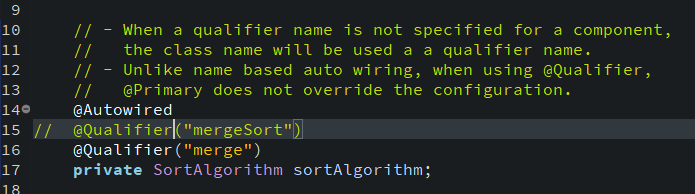 9
10 // - When a qualifier name is not specified for a component,
11 // the class name will be used a a qualifier name.
12 // - Unlike name based auto wiring, when using @Qualifier,
13 // @Primary does not override the configuration.
14 @Autowired
15 // @Qualifier("mergeSort")
16 @Qualifier("merge")
17 private SortAlgorithm sortAlgorithm;
18